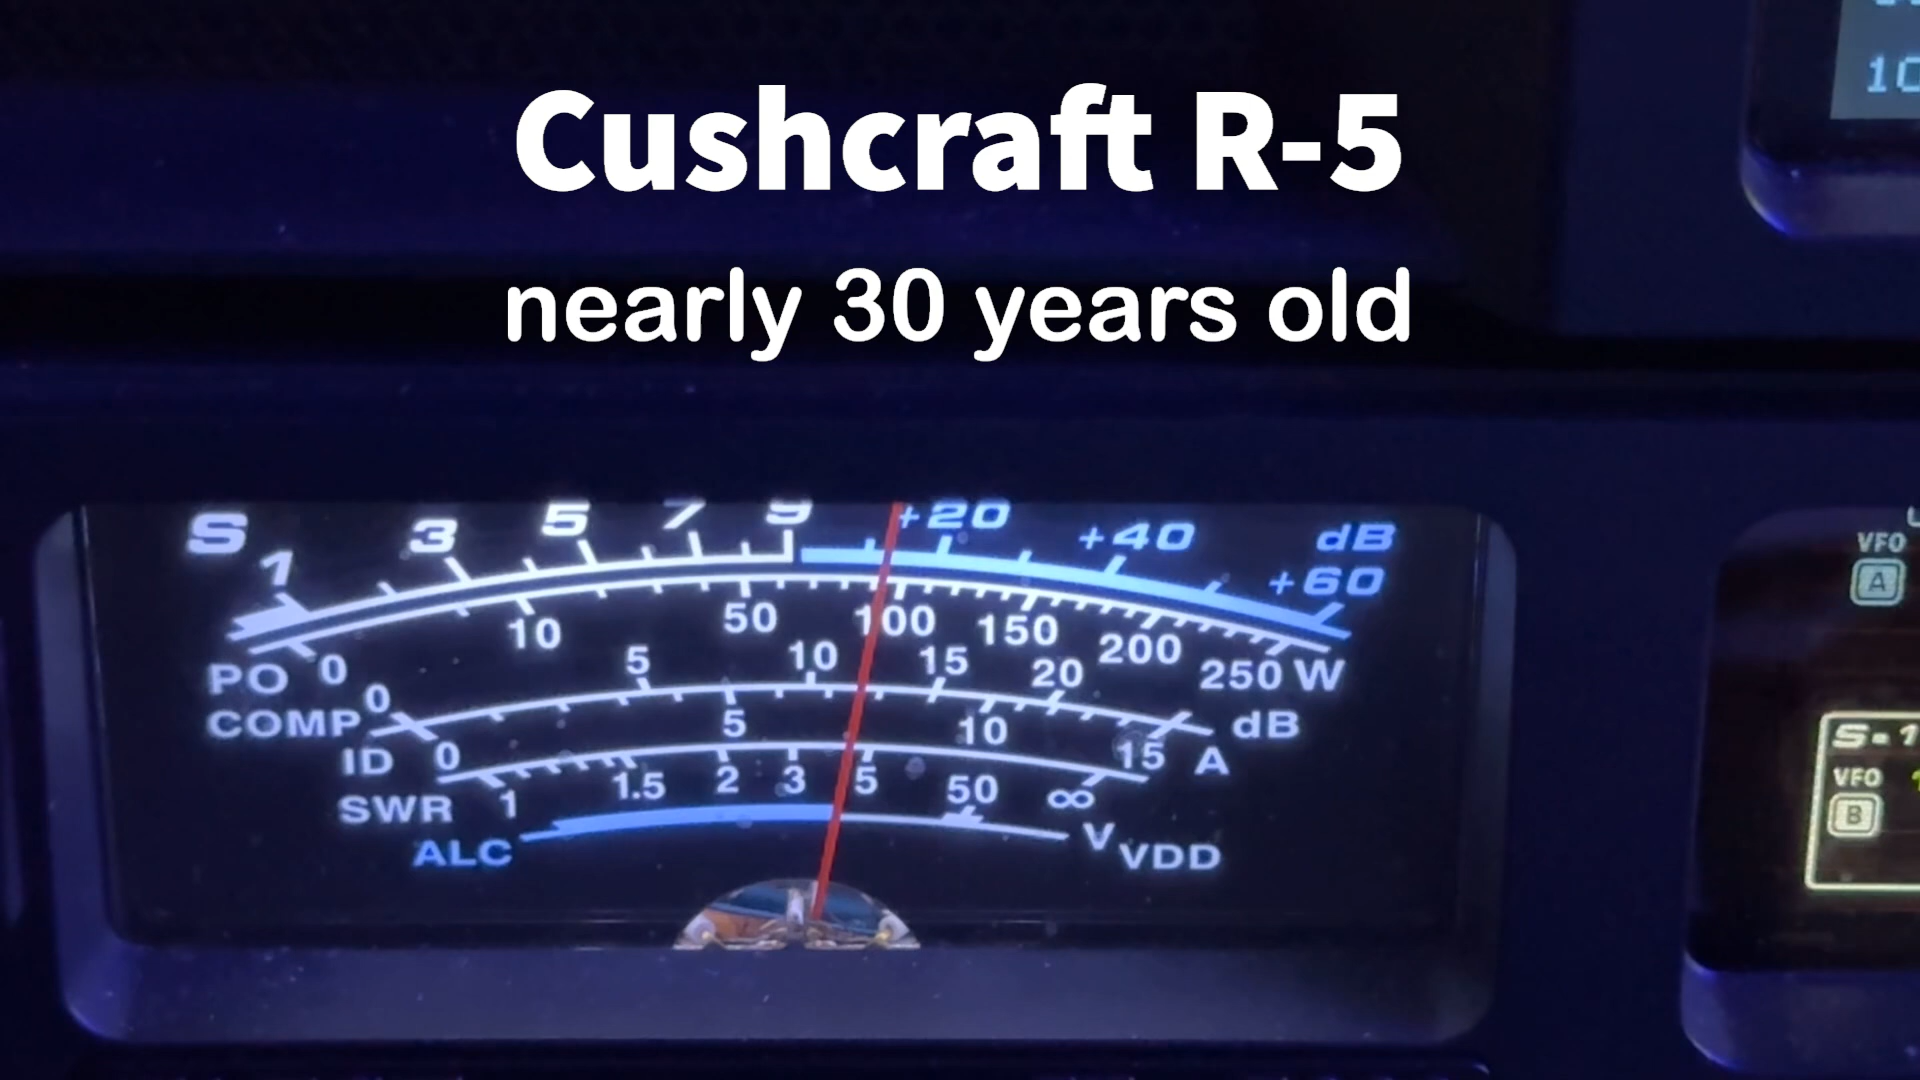 Cushcraft R-5
nearly 30 years old
S 1 3 5 7 9 +20 +40 +60 dB
PO 0 10 50 100 150 200 250 W
COMP 0 5 10 15 20 dB
ID 0 5 10 15 A
SWR 1 1.5 2 3 5 50 ∞
ALC V VDD
VFO
A
VFO
B